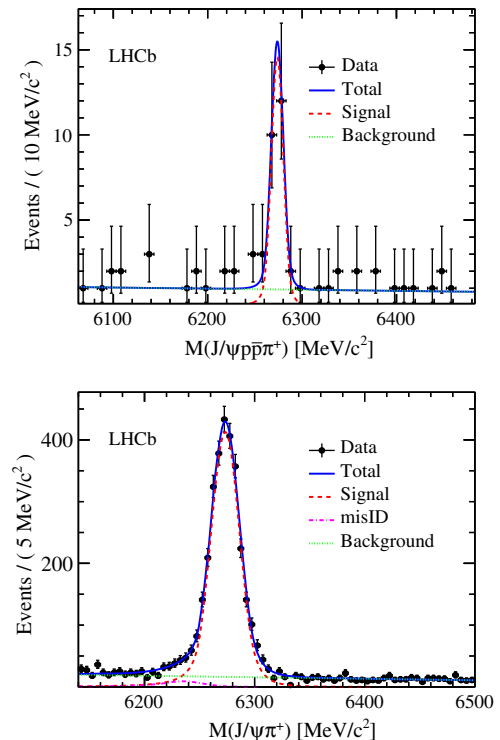 Events / ( 10 MeV/c²)
15
10
5
LHCb
Data
Total
Signal
Background
6100 6200 6300 6400
M(J/ψpp̅π⁺) [MeV/c²]
Events / ( 5 MeV/c²)
400
200
LHCb
Data
Total
Signal
misID
Background
6200 6300 6400 6500
M(J/ψπ⁺) [MeV/c²]